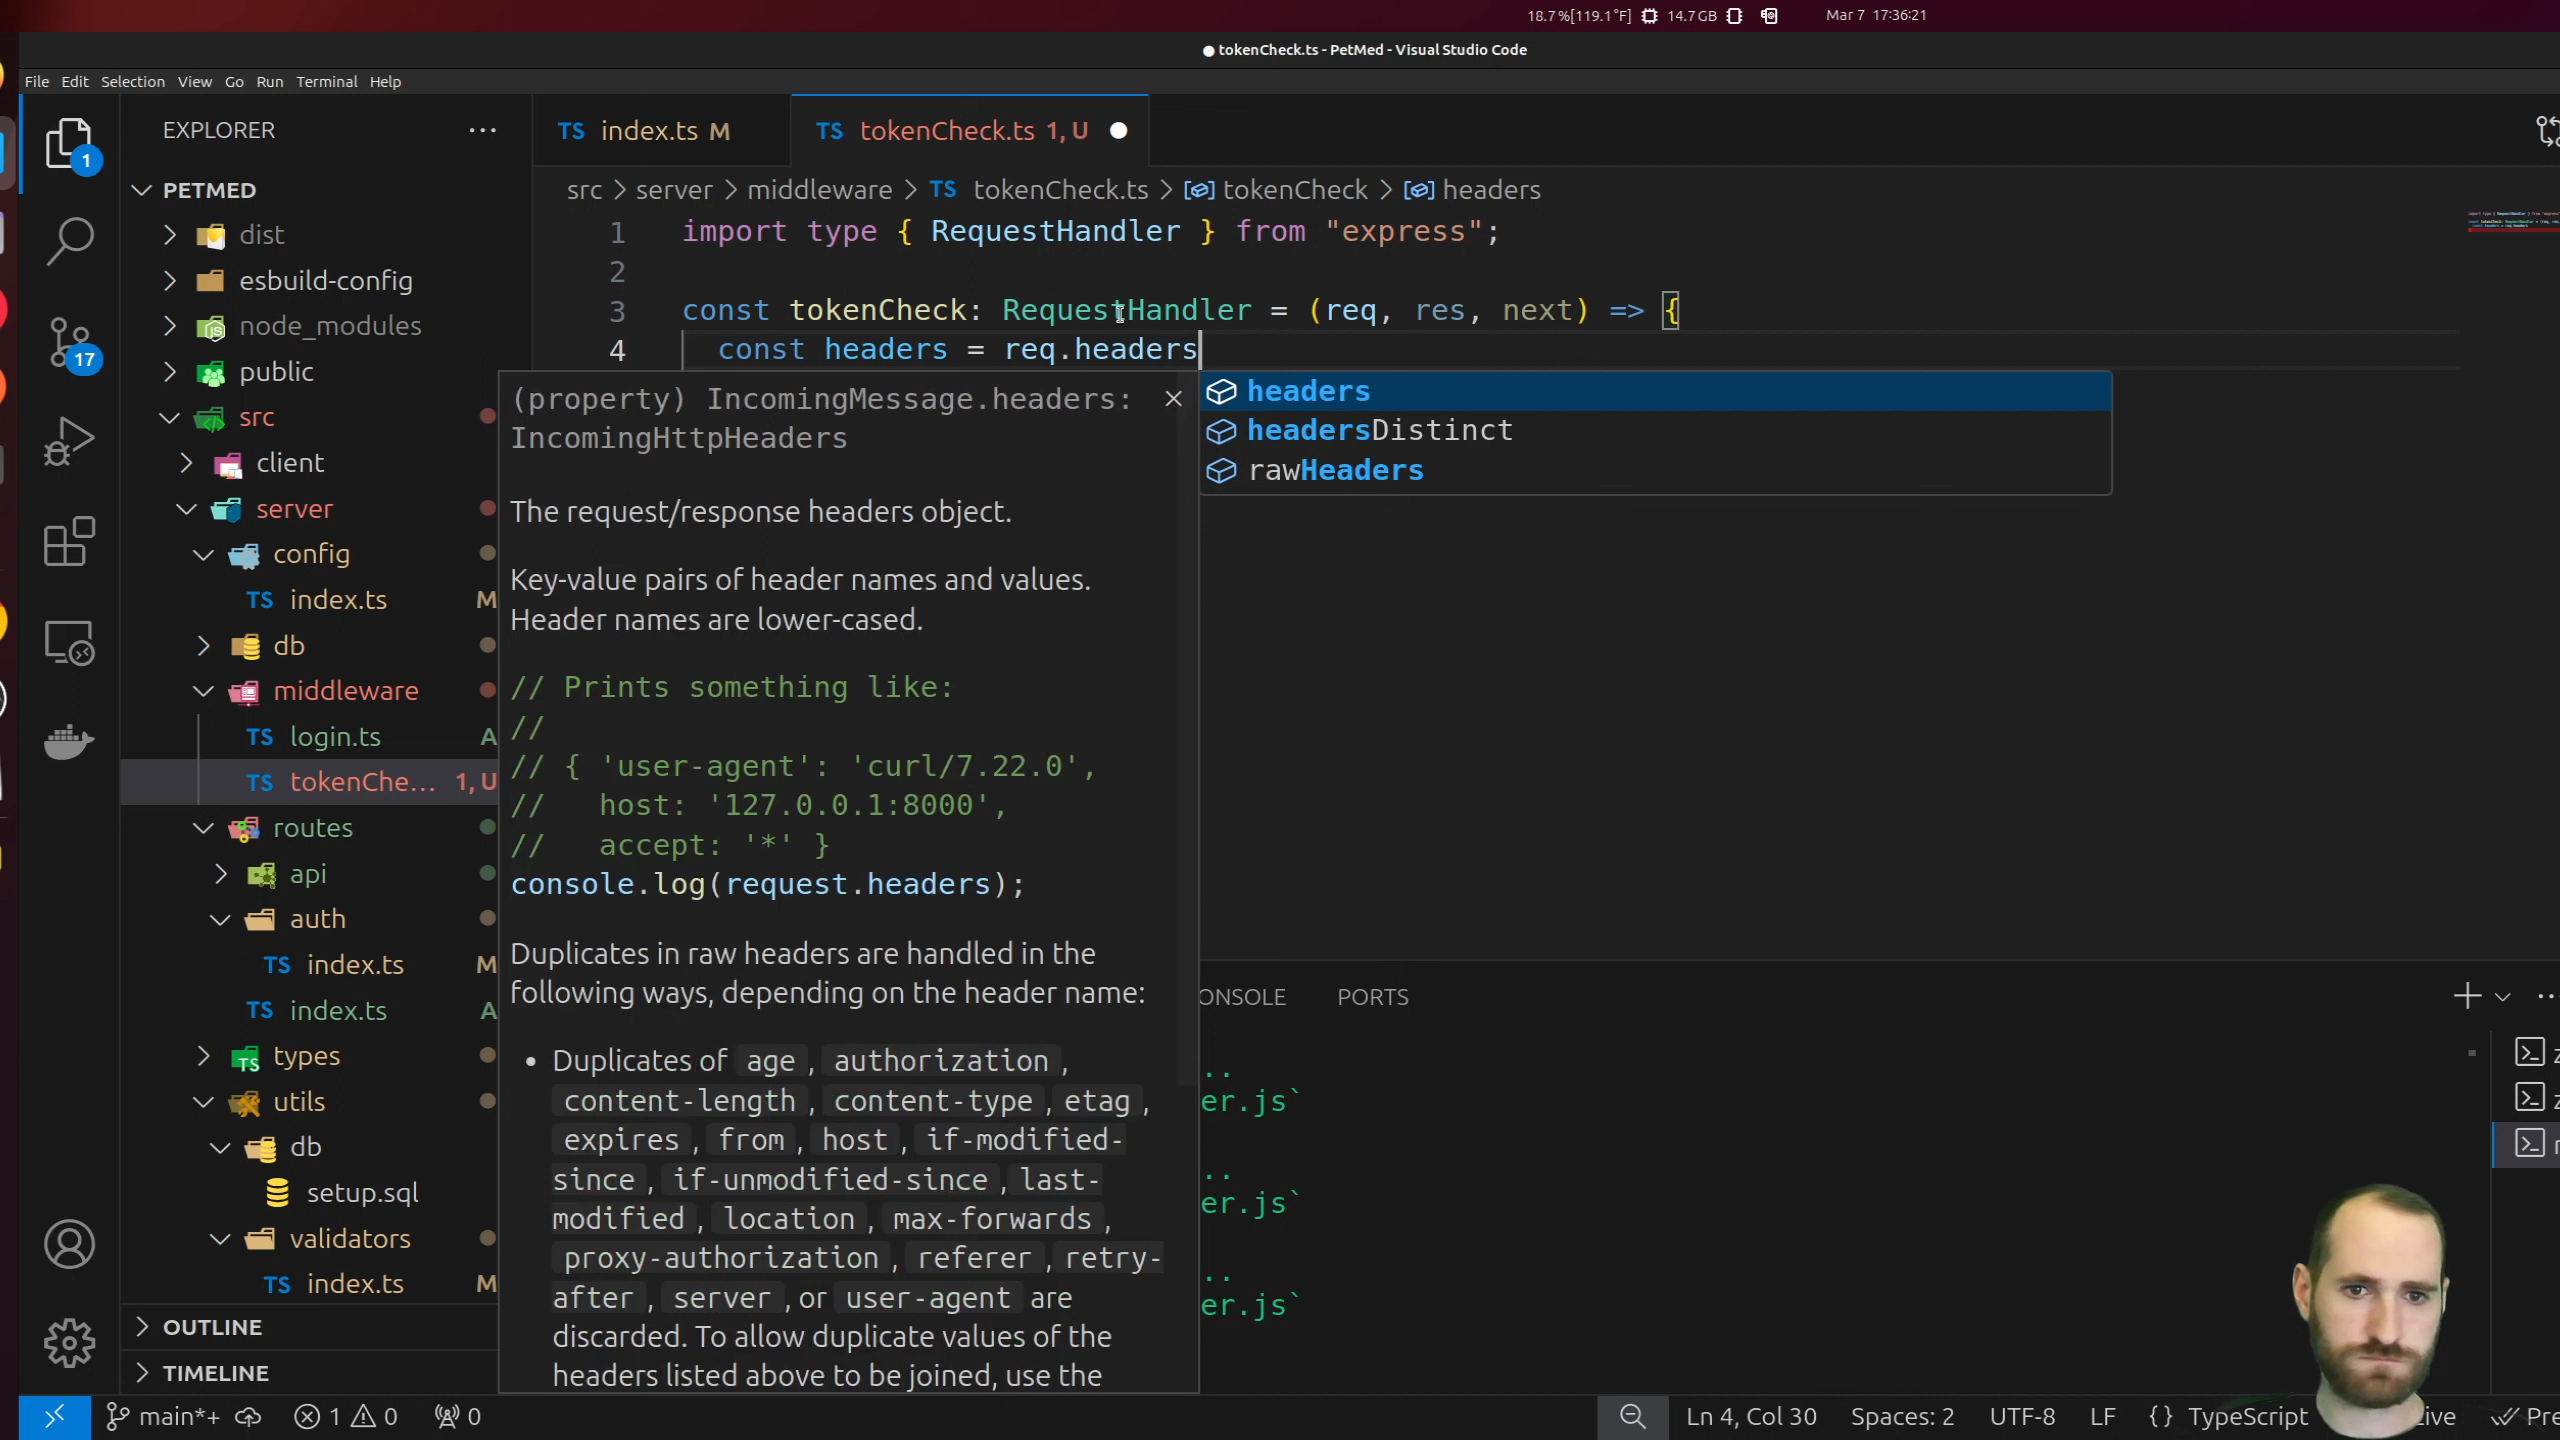 18.7%[119.1°F] 14.7GB Mar 7 17:36:21
tokenCheck.ts - PetMed - Visual Studio Code
File Edit Selection View Go Run Terminal Help
EXPLORER
TS index.ts M
TS tokenCheck.ts 1, U
1
PETMED
src > server > middleware > TS tokenCheck.ts > tokenCheck > headers
dist
esbuild-config
node_modules
17
public
src
client
server
config
TS index.ts M
db
middleware
TS login.ts A
TS tokenChe... 1, U
routes
api
auth
TS index.ts M
TS index.ts A
types
utils
db
setup.sql
validators
TS index.ts M
OUTLINE
TIMELINE
1 import type { RequestHandler } from "express";
2
3 const tokenCheck: RequestHandler = (req, res, next) => {
4 const headers = req.headers
headers
headersDistinct
rawHeaders
(property) IncomingMessage.headers:
IncomingHttpHeaders
The request/response headers object.
Key-value pairs of header names and values.
Header names are lower-cased.
// Prints something like:
//
// { 'user-agent': 'curl/7.22.0',
// host: '127.0.0.1:8000',
// accept: '*' }
console.log(request.headers);
Duplicates in raw headers are handled in the
following ways, depending on the header name:
• Duplicates of age, authorization,
content-length, content-type, etag,
expires, from, host, if-modified-
since, if-unmodified-since, last-
modified, location, max-forwards,
proxy-authorization, referer, retry-
after, server, or user-agent are
discarded. To allow duplicate values of the
headers listed above to be joined, use the
ONSOLE PORTS
..
er.js`
..
er.js`
..
er.js`
main*+ 1 0 0 Ln 4, Col 30 Spaces: 2 UTF-8 LF {} TypeScript ive Pre